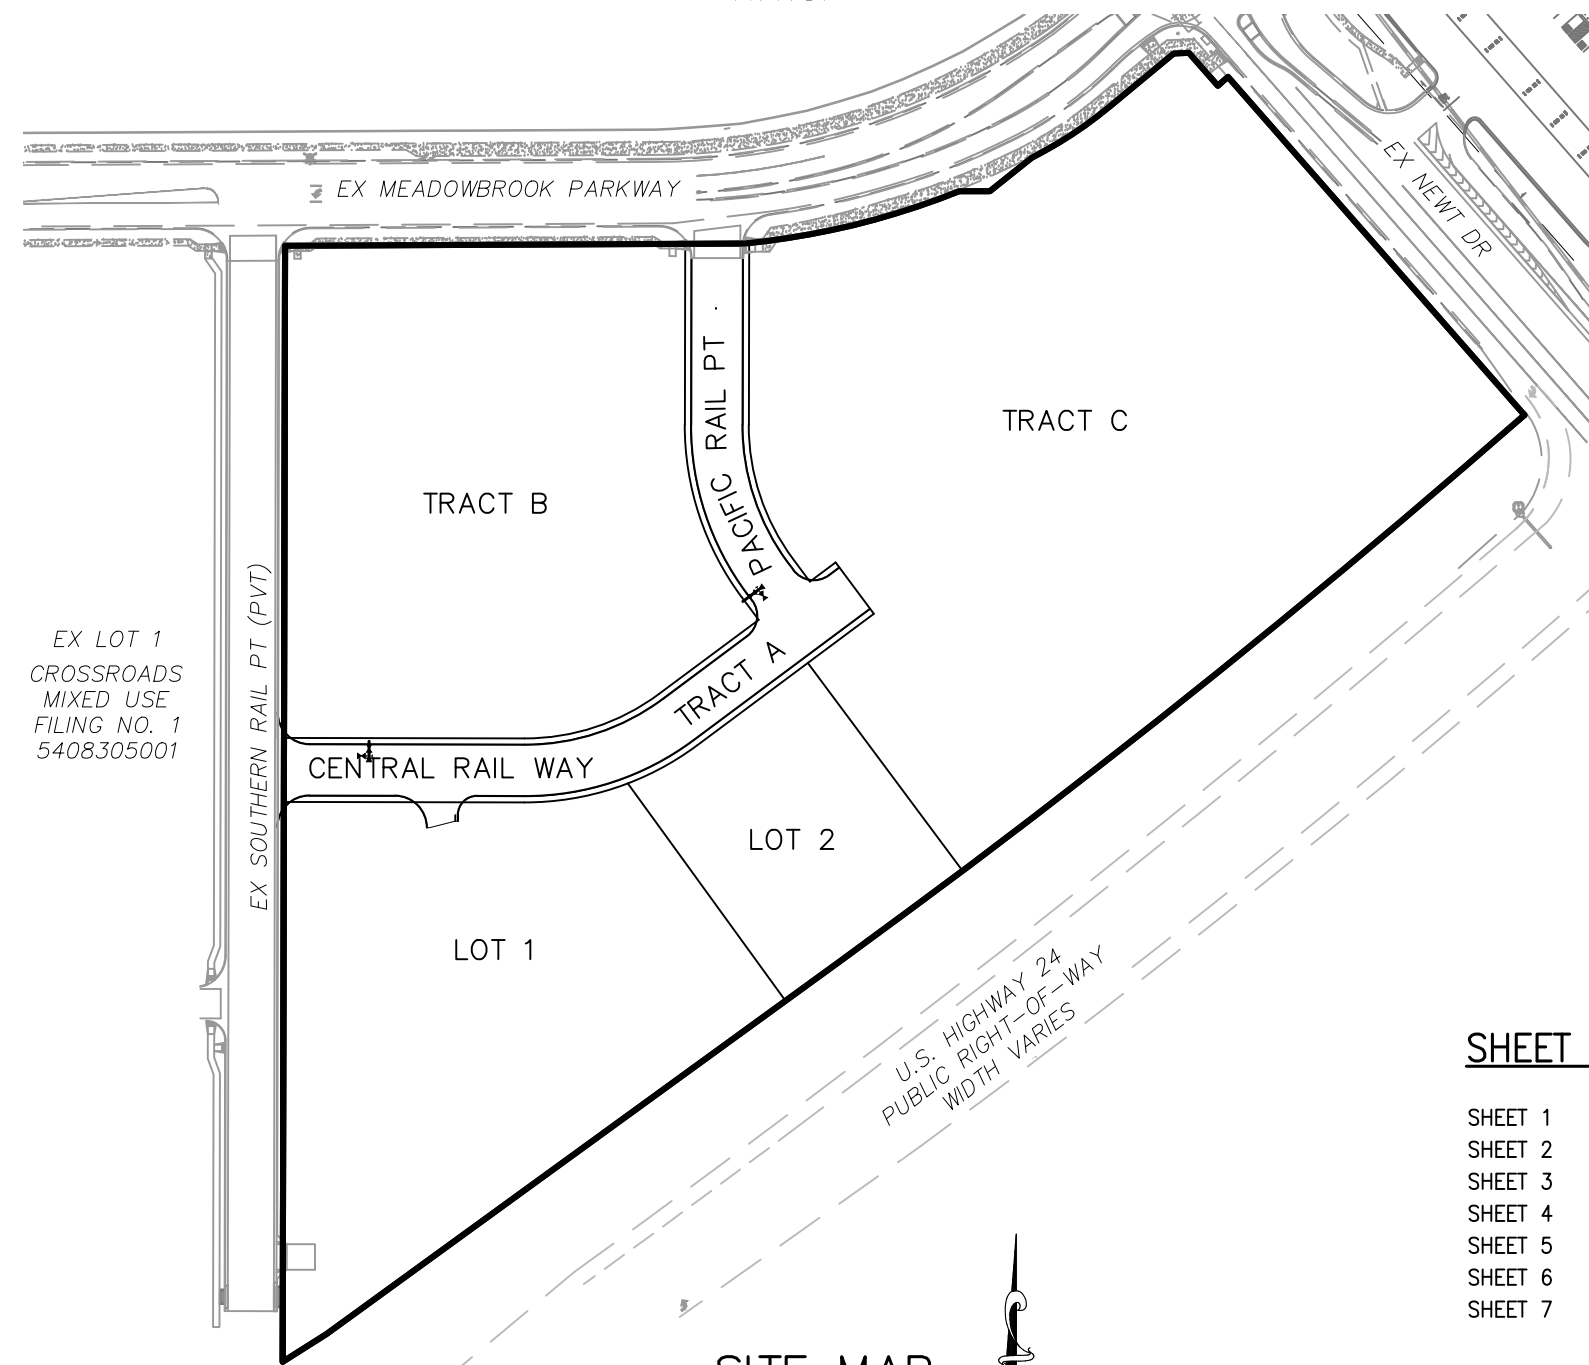 EX MEADOWBROOK PARKWAY
EX NEWT DR
PACIFIC RAIL PT
TRACT C
TRACT B
EX SOUTHERN RAIL PT (PVT)
EX LOT 1
CROSSROADS
MIXED USE
FILING NO. 1
5408305001
TRACT A
CENTRAL RAIL WAY
LOT 2
LOT 1
U.S. HIGHWAY 24
PUBLIC RIGHT-OF-WAY
WIDTH VARIES
SHEET
SHEET 1
SHEET 2
SHEET 3
SHEET 4
SHEET 5
SHEET 6
SHEET 7
SITE MAP